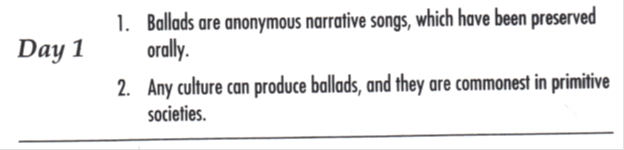 Day 1
1. Ballads are anonymous narrative songs, which have been preserved
orally.
2. Any culture can produce ballads, and they are commonest in primitive
societies.